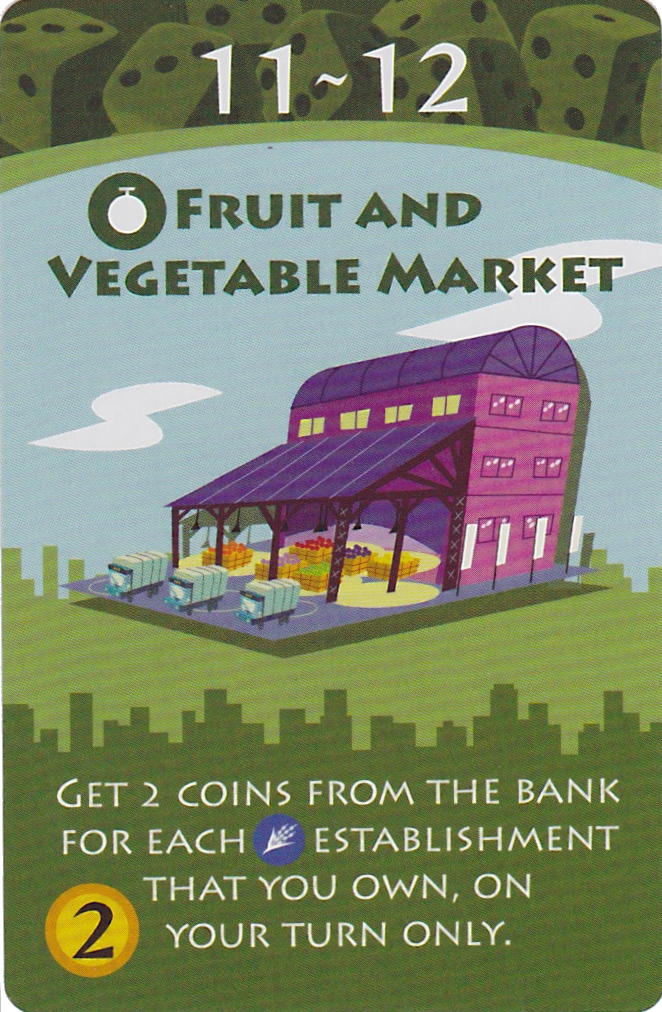 11~12
FRUIT AND
VEGETABLE MARKET
GET 2 COINS FROM THE BANK
FOR EACH ESTABLISHMENT
THAT YOU OWN, ON
YOUR TURN ONLY.
2